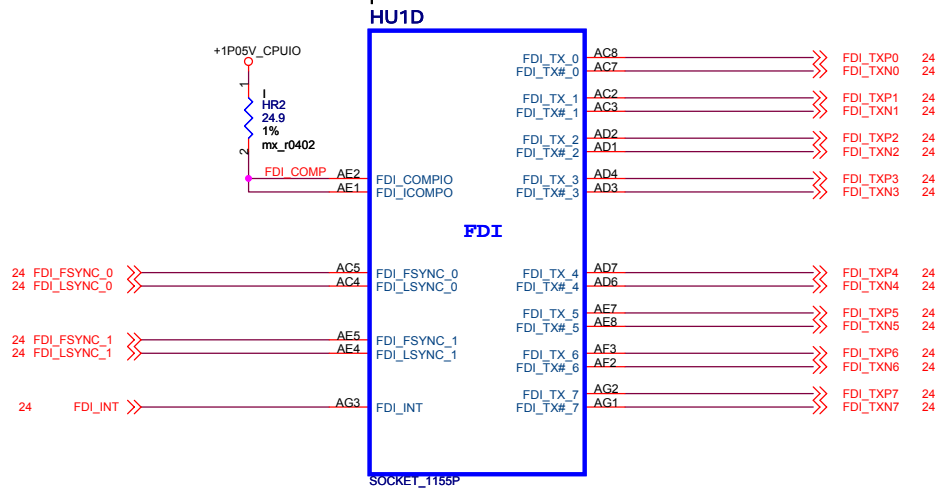 HU1D
+1P05V_CPUIO
1
I
HR2
24.9
1%
mx_r0402
2
FDI_COMP
AE2 FDI_COMPIO
AE1 FDI_ICOMPO
FDI
24 FDI_FSYNC_0 AC5 FDI_FSYNC_0
24 FDI_LSYNC_0 AC4 FDI_LSYNC_0
24 FDI_FSYNC_1 AE5 FDI_FSYNC_1
24 FDI_LSYNC_1 AE4 FDI_LSYNC_1
24 FDI_INT AG3 FDI_INT
FDI_TX_0 AC8 FDI_TXP0 24
FDI_TX#_0 AC7 FDI_TXN0 24
FDI_TX_1 AC2 FDI_TXP1 24
FDI_TX#_1 AC3 FDI_TXN1 24
FDI_TX_2 AD2 FDI_TXP2 24
FDI_TX#_2 AD1 FDI_TXN2 24
FDI_TX_3 AD4 FDI_TXP3 24
FDI_TX#_3 AD3 FDI_TXN3 24
FDI_TX_4 AD7 FDI_TXP4 24
FDI_TX#_4 AD6 FDI_TXN4 24
FDI_TX_5 AE7 FDI_TXP5 24
FDI_TX#_5 AE8 FDI_TXN5 24
FDI_TX_6 AF3 FDI_TXP6 24
FDI_TX#_6 AF2 FDI_TXN6 24
FDI_TX_7 AG2 FDI_TXP7 24
FDI_TX#_7 AG1 FDI_TXN7 24
SOCKET_1155P